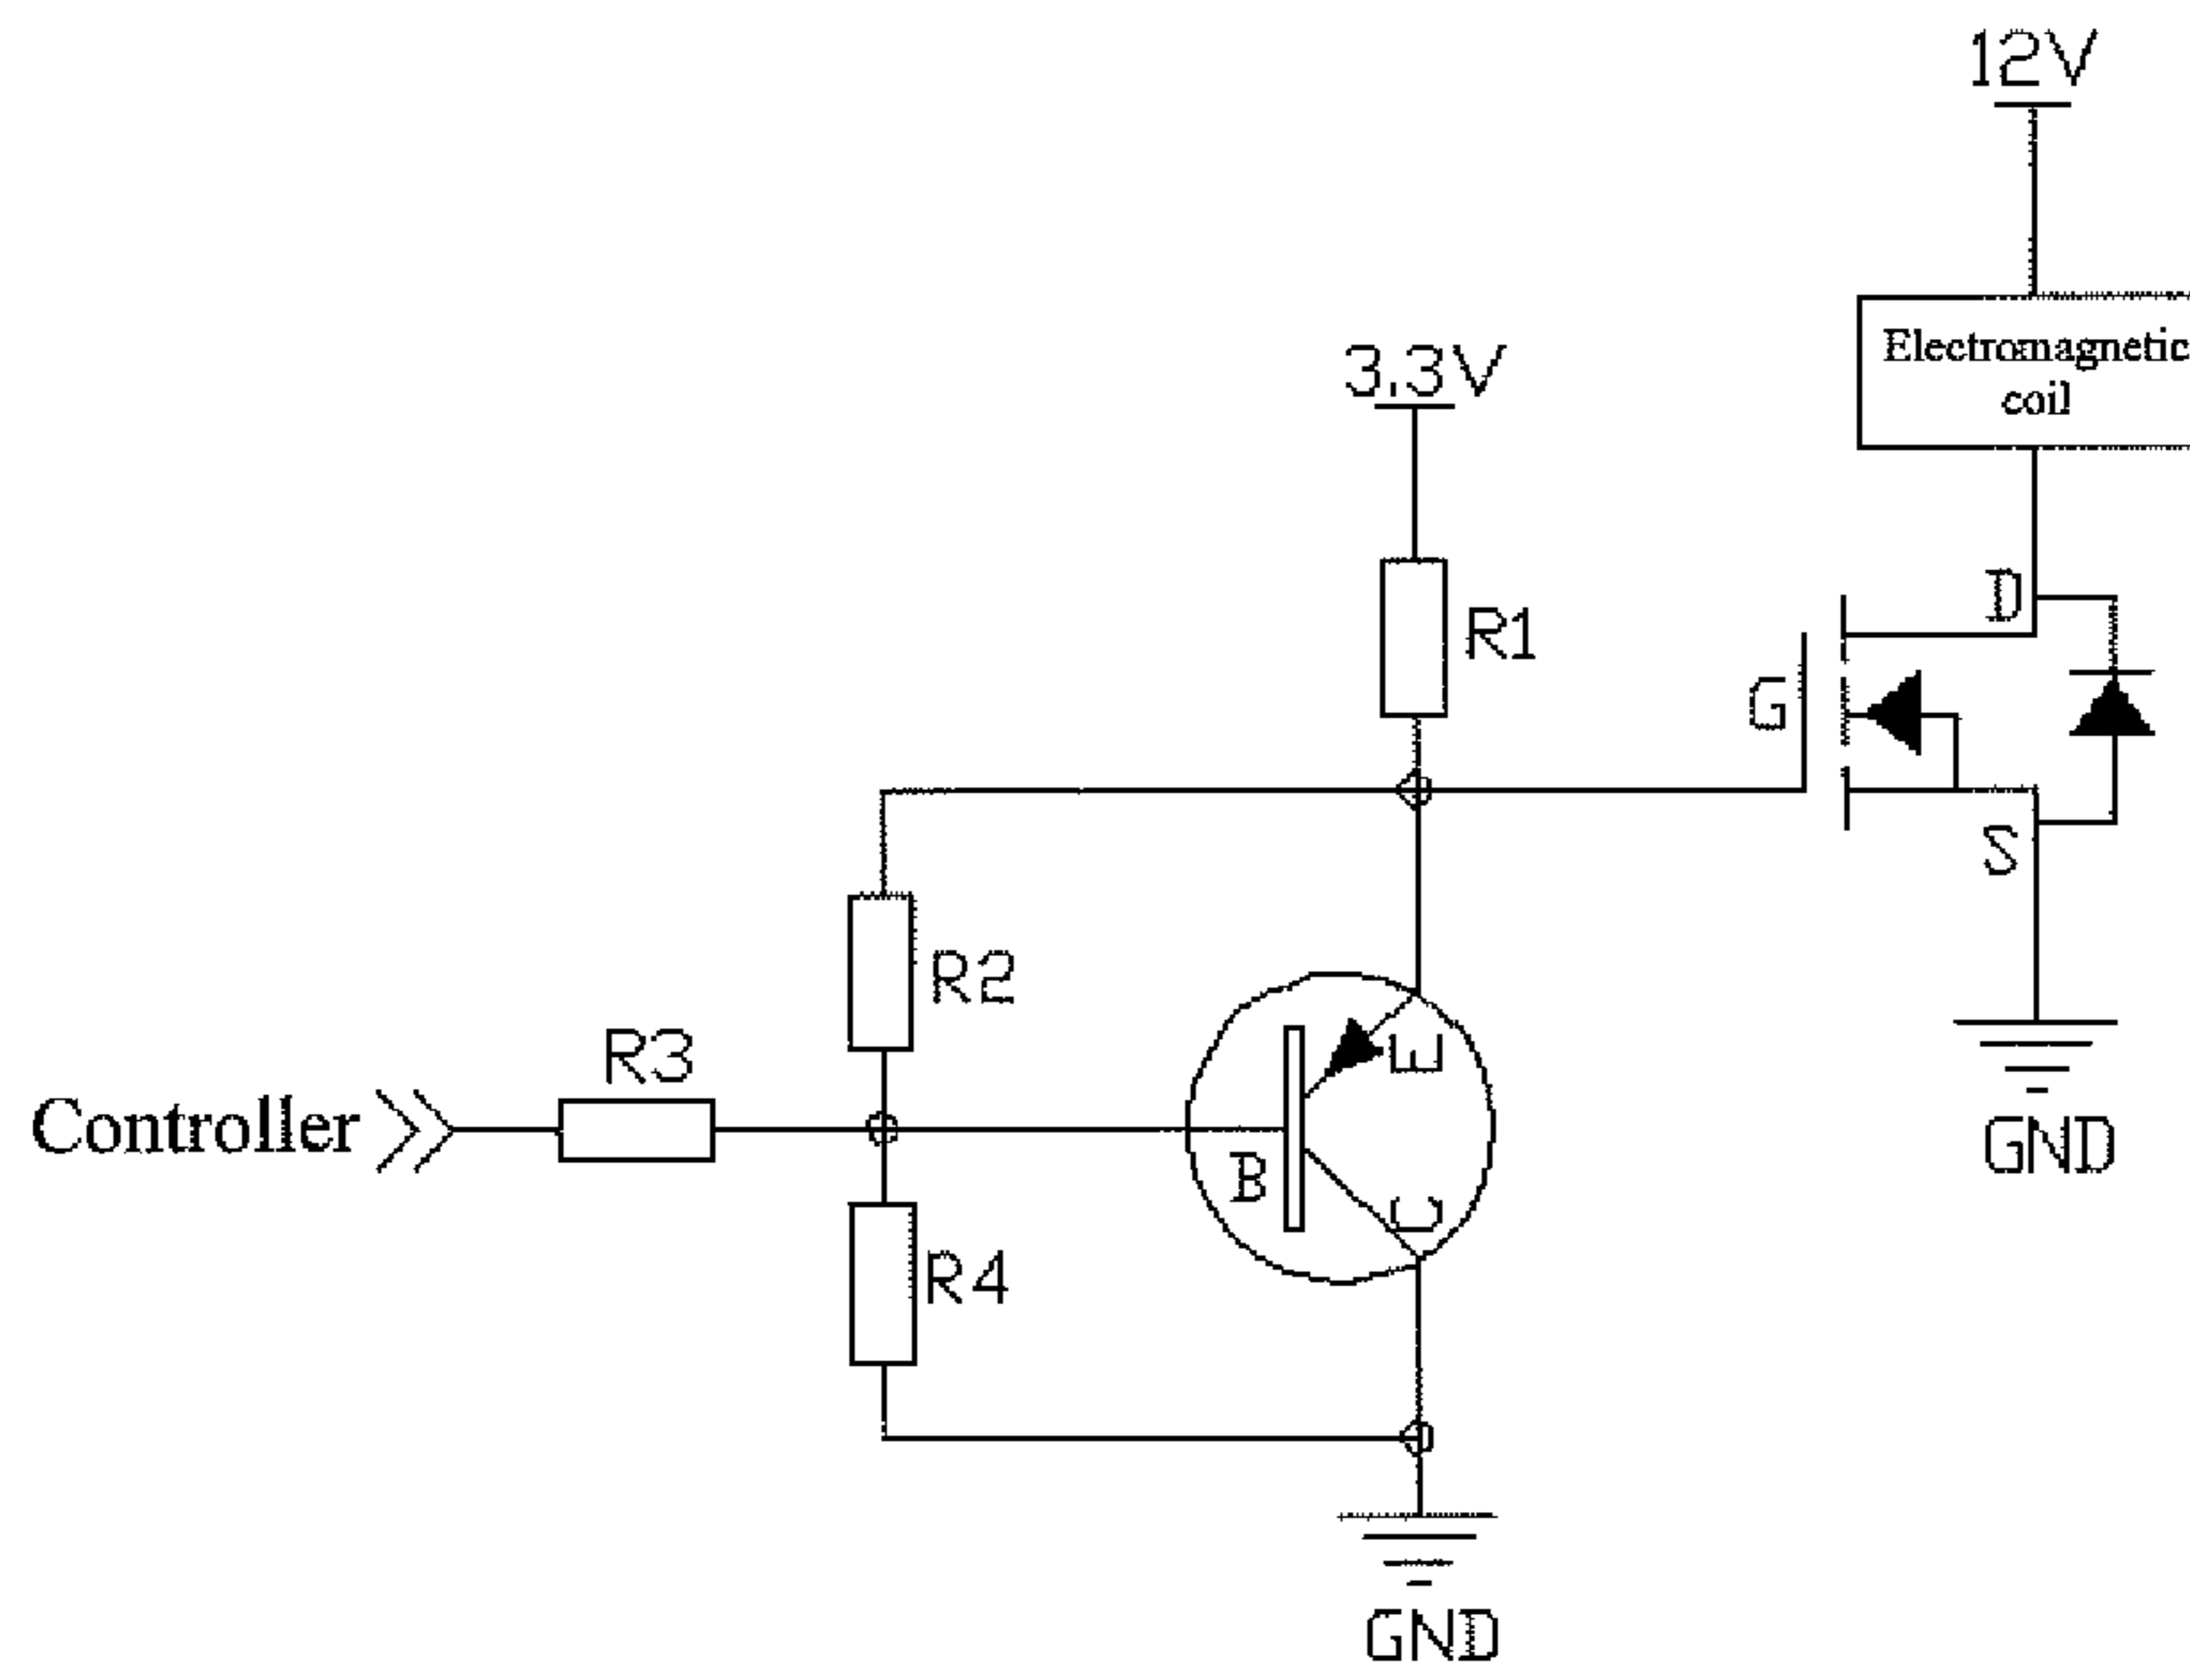 12V
Electromagnetic
coil
3.3V
R1
D
G
S
R2
R3
Controller
E
B
C
R4
GND
GND